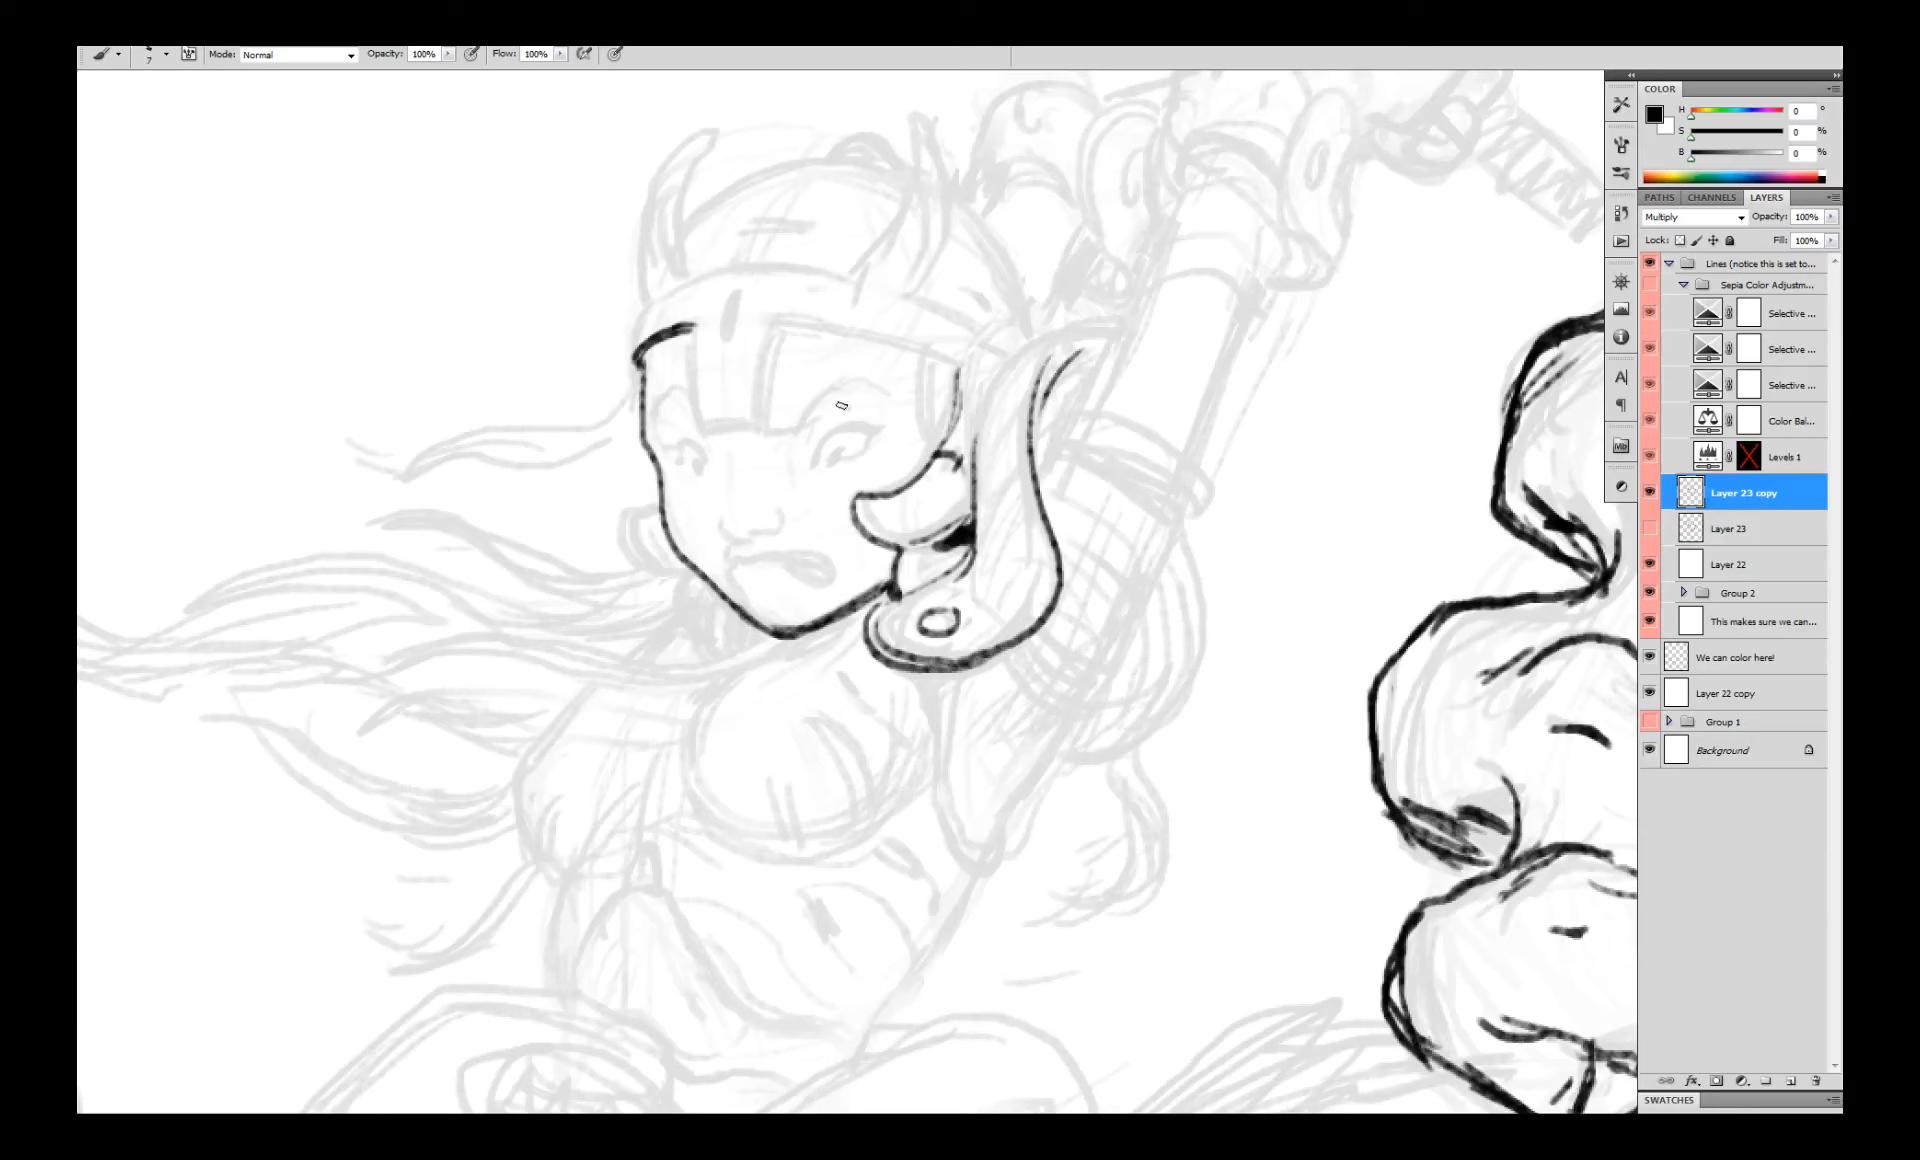 7 Mode: Normal Opacity: 100% Flow: 100%
COLOR
H 0 °
S 0 %
B 0 %
PATHS CHANNELS LAYERS
Multiply Opacity: 100%
Lock: Fill: 100%
Lines (notice this is set to...
Sepia Color Adjustm...
Selective ...
Selective ...
Selective ...
Color Bal...
Levels 1
Layer 23 copy
Layer 23
Layer 22
Group 2
This makes sure we can...
We can color here!
Layer 22 copy
Group 1
Background
fx.
SWATCHES
A
Mb